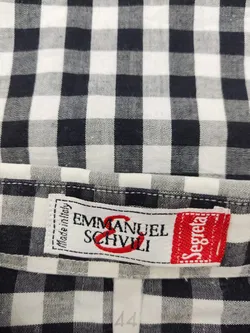 Made in Italy
EMMANUEL
SCHVILI
Segreta
44